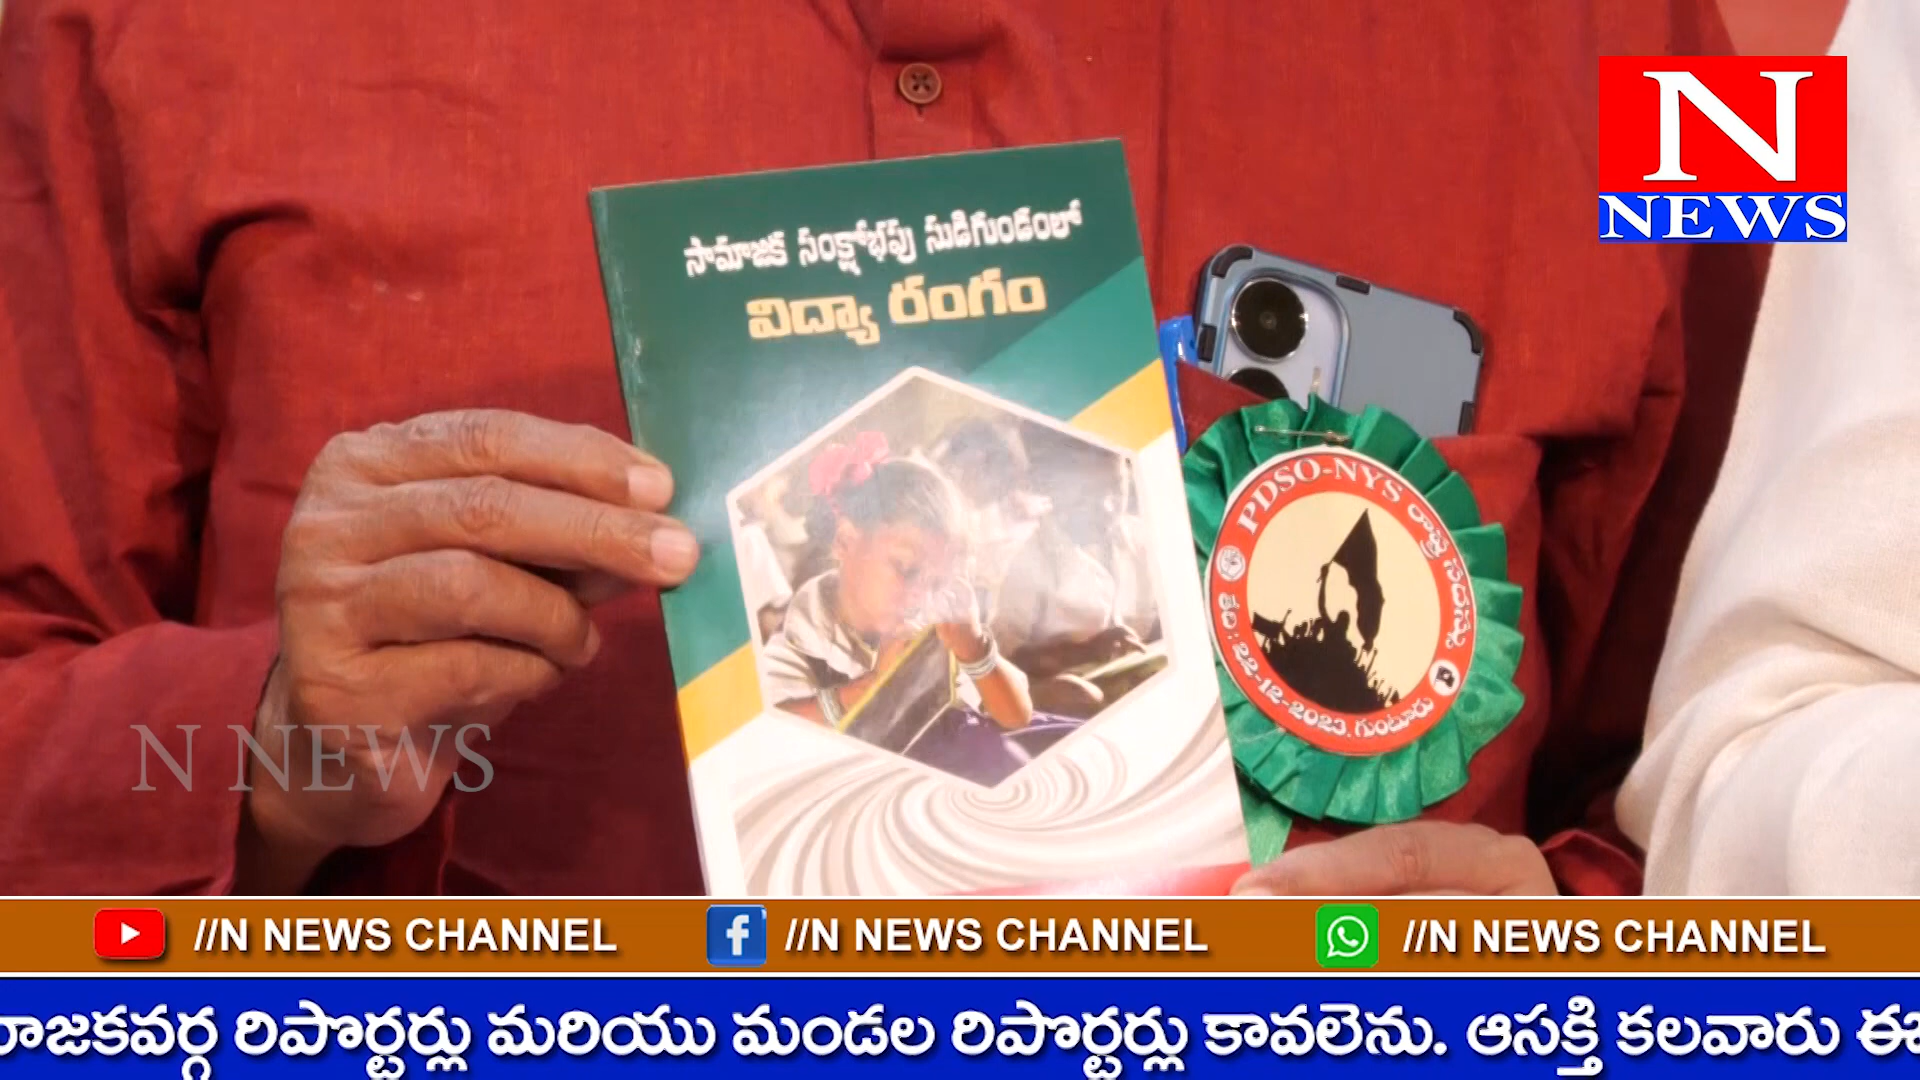 N
NEWS
సామాజిక సంక్షోభపు సుడిగుండంలో
విద్యా రంగం
PDSO-NYS రాష్ట్ర సదస్సు
తేది: 22-12-2023, గుంటూరు
N NEWS
//N NEWS CHANNEL //N NEWS CHANNEL //N NEWS CHANNEL
రిపొర్టర్లు మరియు మండల రిపొర్టర్లు కావలెను. ఆసక్తి కలవారు ఈ